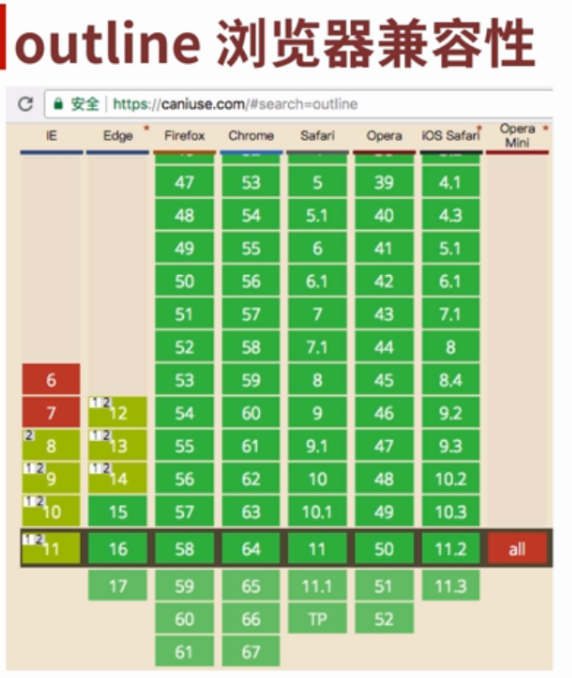 outline 浏览器兼容性
安全 | https://caniuse.com/#search=outline
IE Edge * Firefox Chrome Safari Opera iOS Safari * Opera Mini *
47 53 5 39 4.1
48 54 5.1 40 4.3
49 55 6 41 5.1
50 56 6.1 42 6.1
51 57 7 43 7.1
52 58 7.1 44 8
6 53 59 8 45 8.4
7 1 2 12 54 60 9 46 9.2
2 8 1 2 13 55 61 9.1 47 9.3
1 2 9 1 2 14 56 62 10 48 10.2
1 2 10 15 57 63 10.1 49 10.3
1 2 11 16 58 64 11 50 11.2 all
17 59 65 11.1 51 11.3
60 66 TP 52
61 67